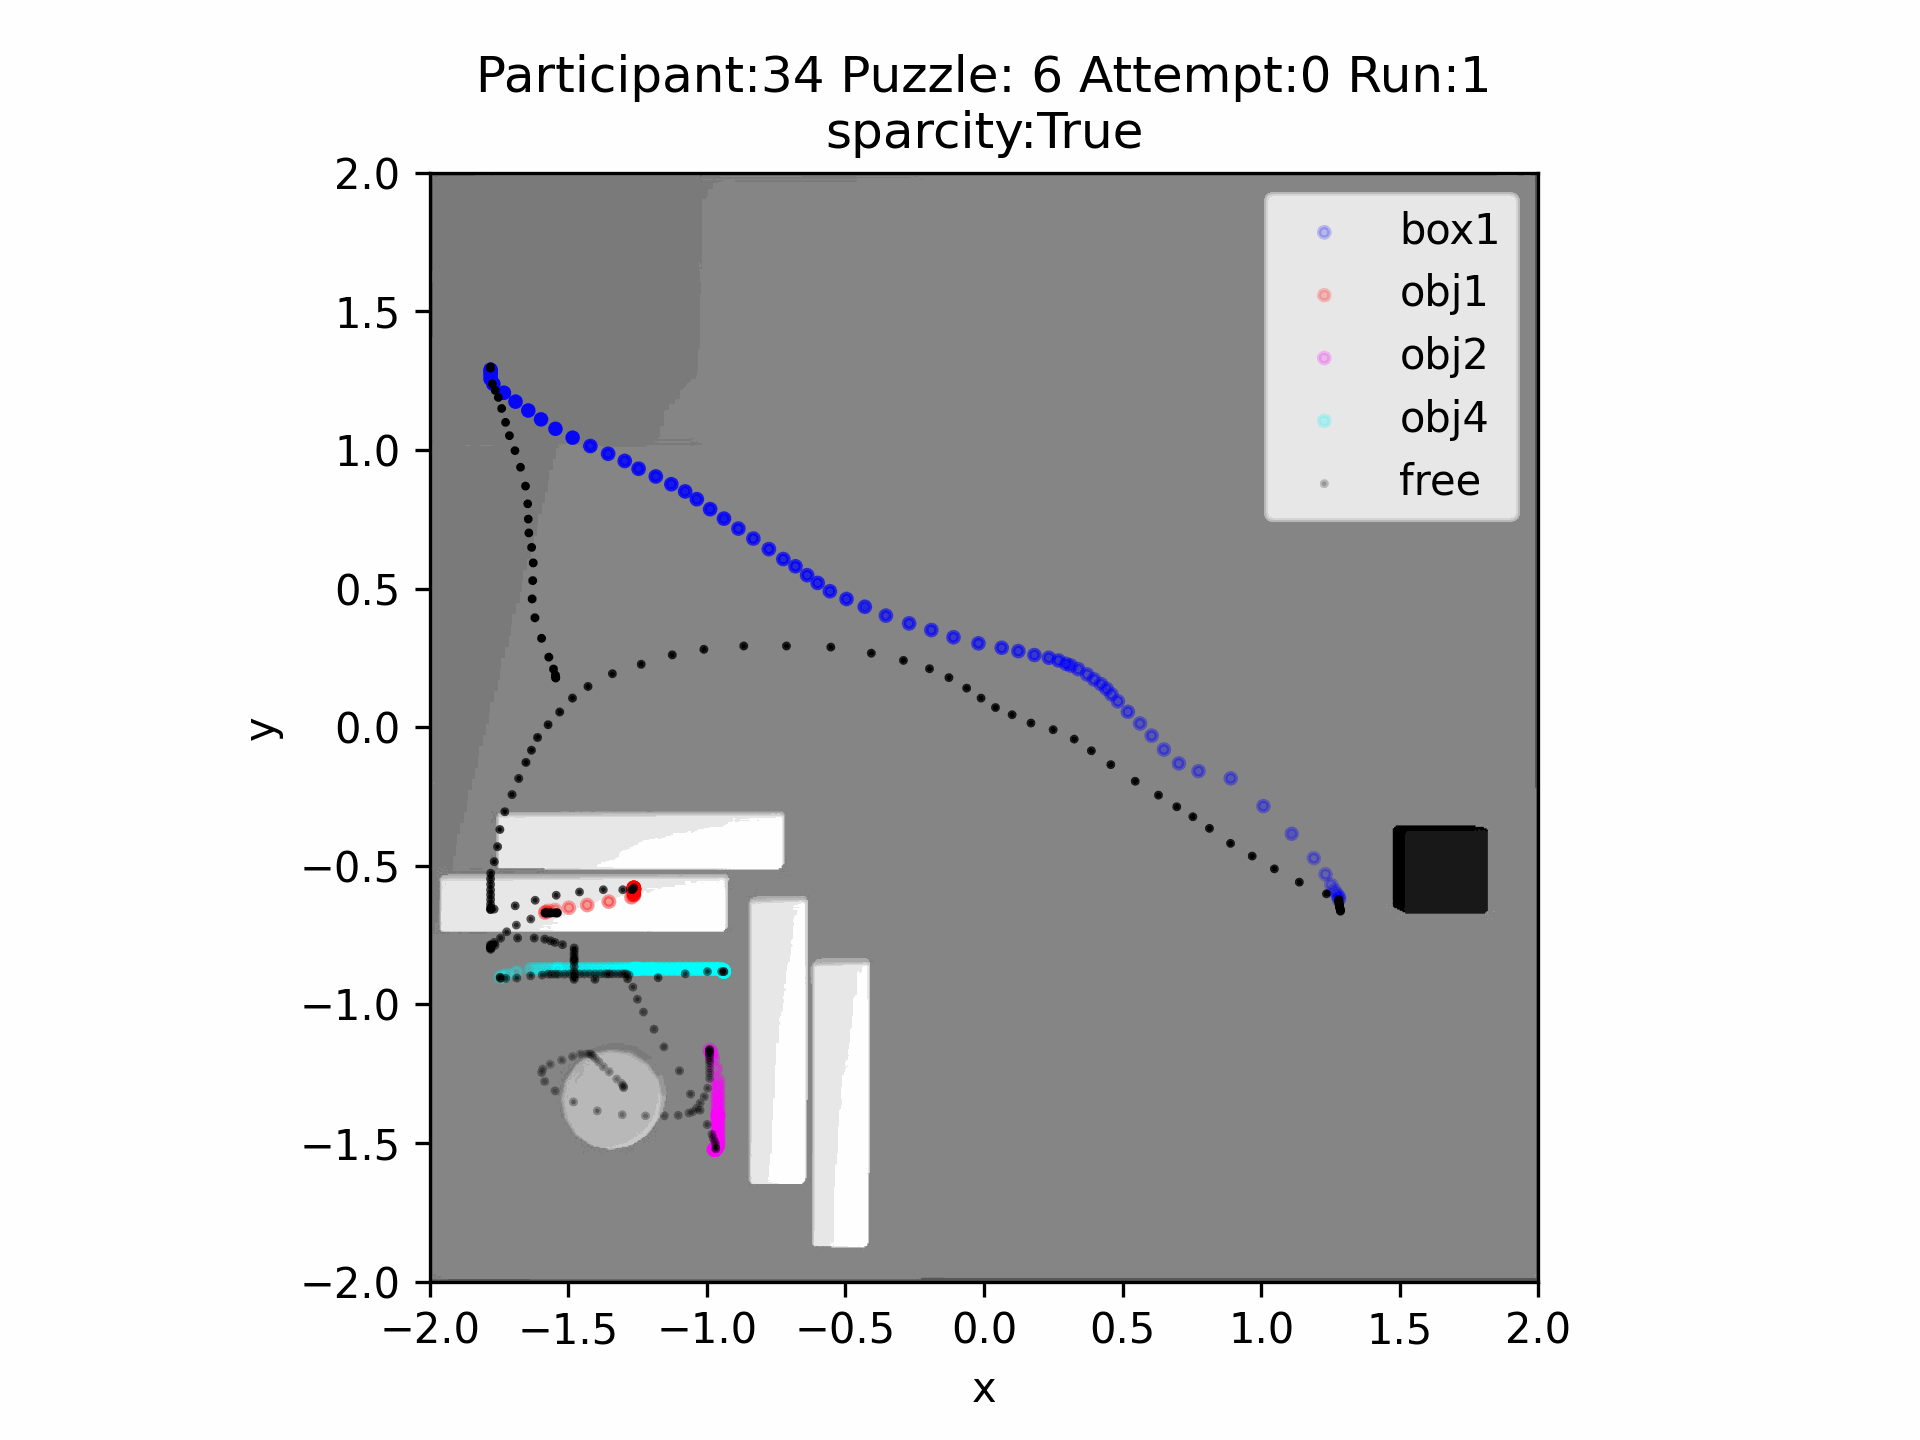 Participant:34 Puzzle: 6 Attempt:0 Run:1
sparcity:True
2.0
1.5
1.0
0.5
0.0
−0.5
−1.0
−1.5
−2.0
y
box1
obj1
obj2
obj4
free
−2.0 −1.5 −1.0 −0.5 0.0 0.5 1.0 1.5 2.0
x